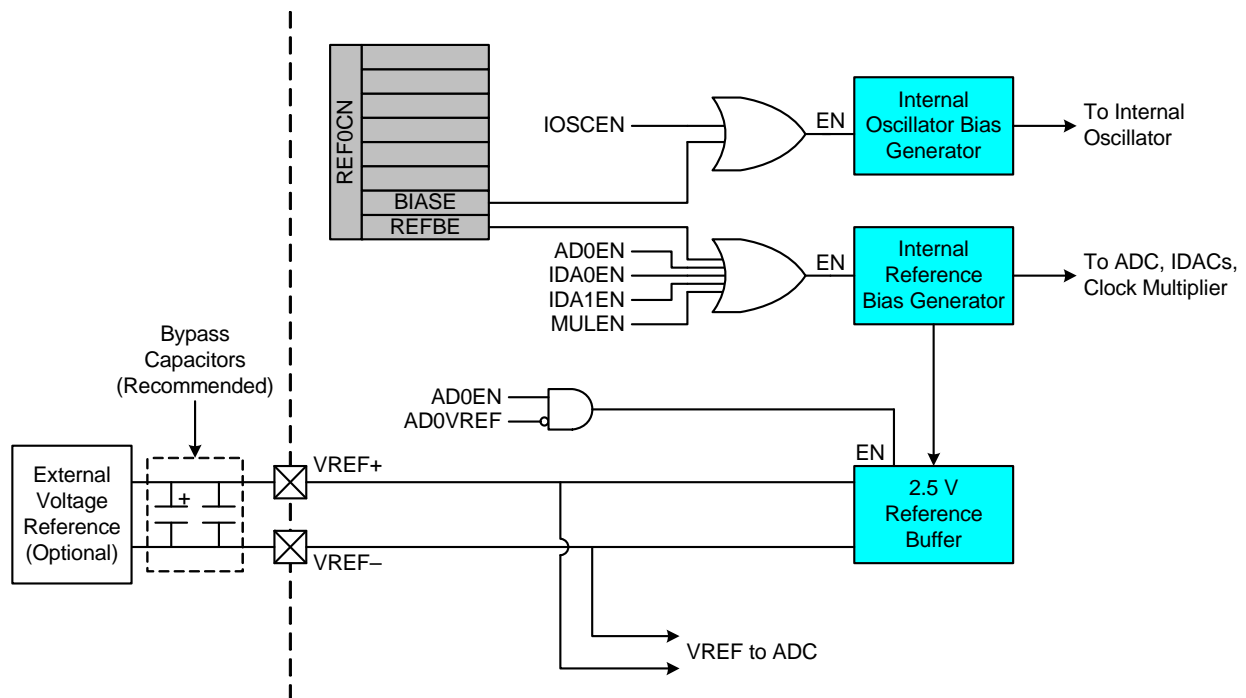 REF0CN
BIASE
REFBE
IOSCEN
EN
Internal
Oscillator Bias
Generator
To Internal
Oscillator
AD0EN
IDA0EN
IDA1EN
MULEN
EN
Internal
Reference
Bias Generator
To ADC, IDACs,
Clock Multiplier
Bypass
Capacitors
(Recommended)
AD0EN
AD0VREF
EN
External
Voltage
Reference
(Optional)
+
VREF+
VREF–
2.5 V
Reference
Buffer
VREF to ADC